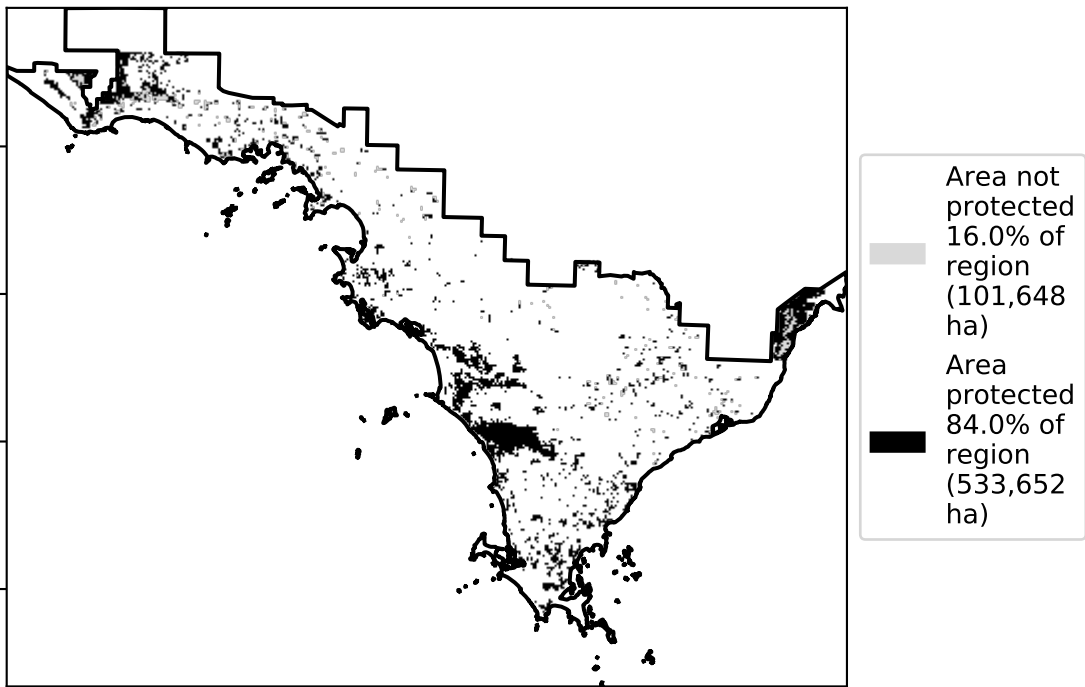 Area not
protected
16.0% of
region
(101,648
ha)
Area
protected
84.0% of
region
(533,652
ha)